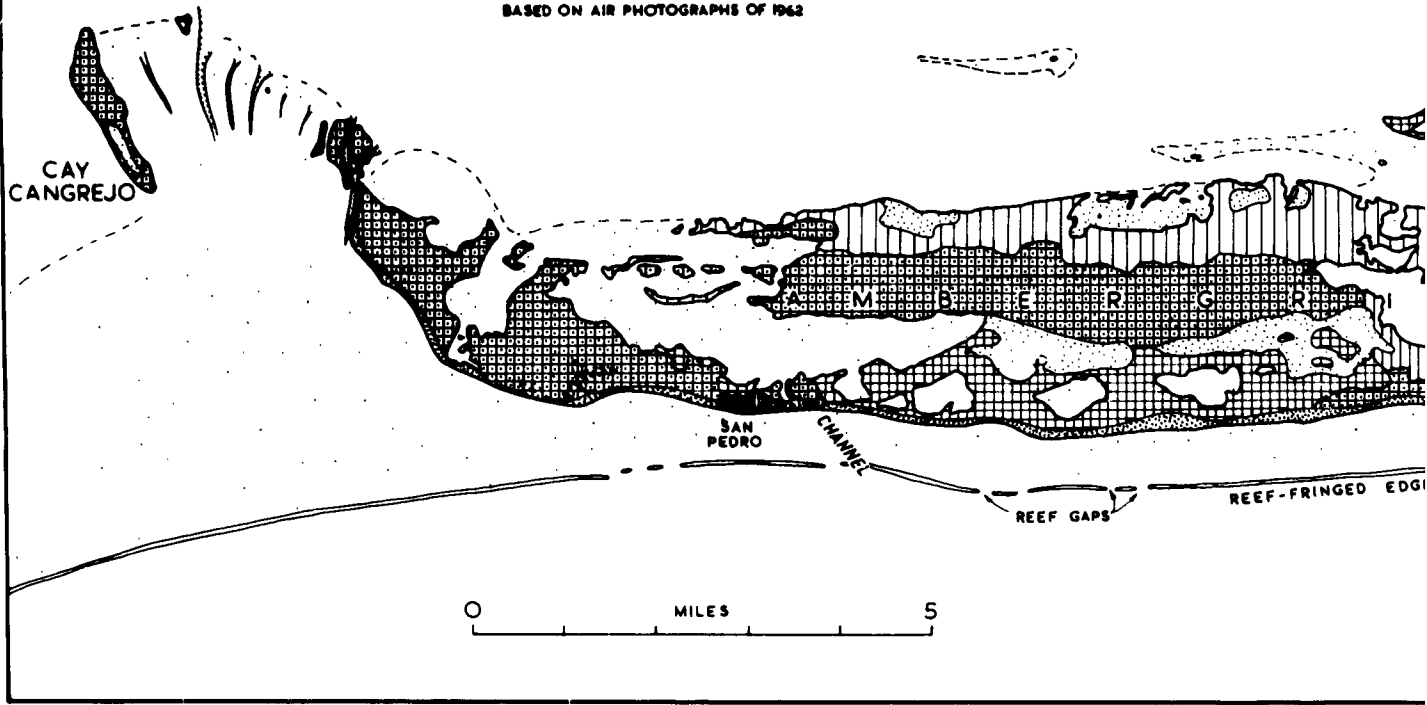 BASED ON AIR PHOTOGRAPHS OF 1962
CAY
CANGREJO
A M B E R G R I
SAN
PEDRO
CHANNEL
REEF GAPS
REEF-FRINGED EDG
0 MILES 5